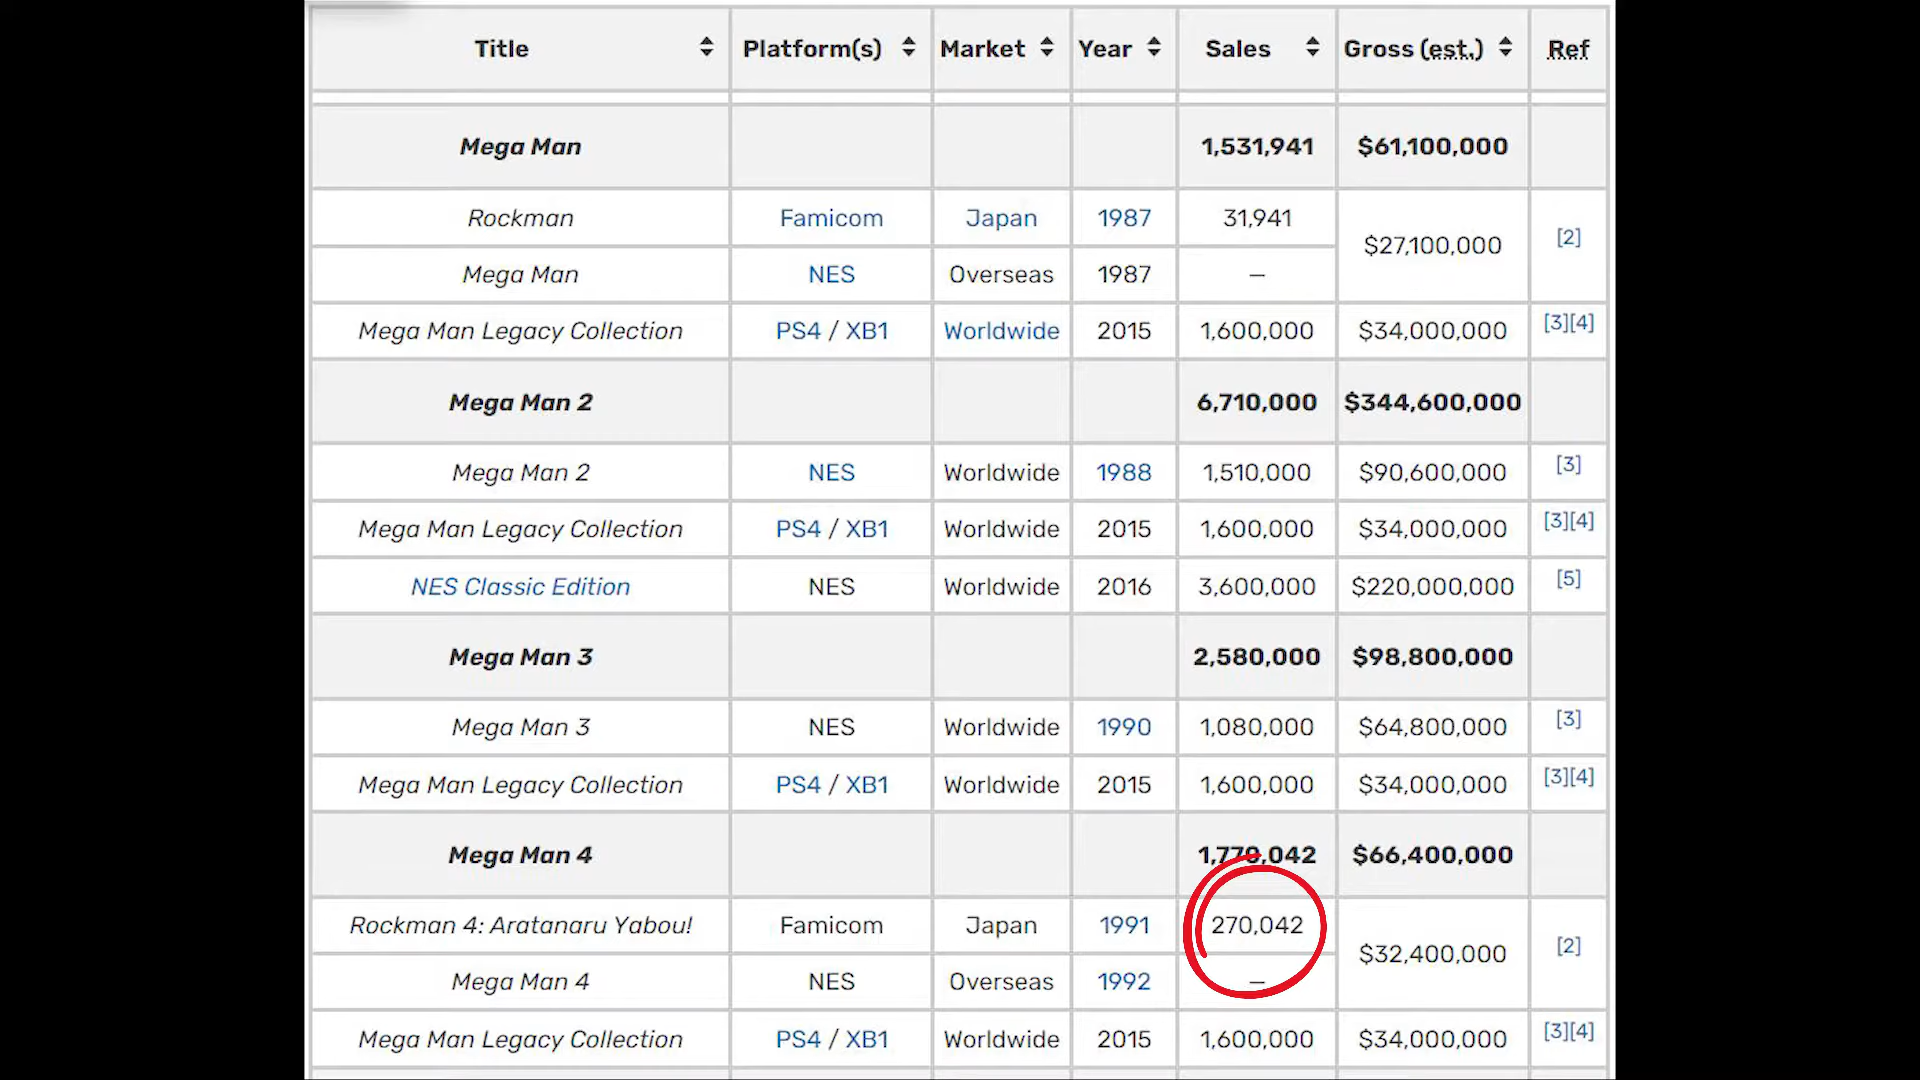 Title Platform(s) Market Year Sales Gross (est.) Ref
Mega Man 1,531,941 $61,100,000
Rockman Famicom Japan 1987 31,941 $27,100,000 [2]
Mega Man NES Overseas 1987 –
Mega Man Legacy Collection PS4 / XB1 Worldwide 2015 1,600,000 $34,000,000 [3][4]
Mega Man 2 6,710,000 $344,600,000
Mega Man 2 NES Worldwide 1988 1,510,000 $90,600,000 [3]
Mega Man Legacy Collection PS4 / XB1 Worldwide 2015 1,600,000 $34,000,000 [3][4]
NES Classic Edition NES Worldwide 2016 3,600,000 $220,000,000 [5]
Mega Man 3 2,580,000 $98,800,000
Mega Man 3 NES Worldwide 1990 1,080,000 $64,800,000 [3]
Mega Man Legacy Collection PS4 / XB1 Worldwide 2015 1,600,000 $34,000,000 [3][4]
Mega Man 4 1,770,042 $66,400,000
Rockman 4: Aratanaru Yabou! Famicom Japan 1991 270,042 $32,400,000 [2]
Mega Man 4 NES Overseas 1992 –
Mega Man Legacy Collection PS4 / XB1 Worldwide 2015 1,600,000 $34,000,000 [3][4]